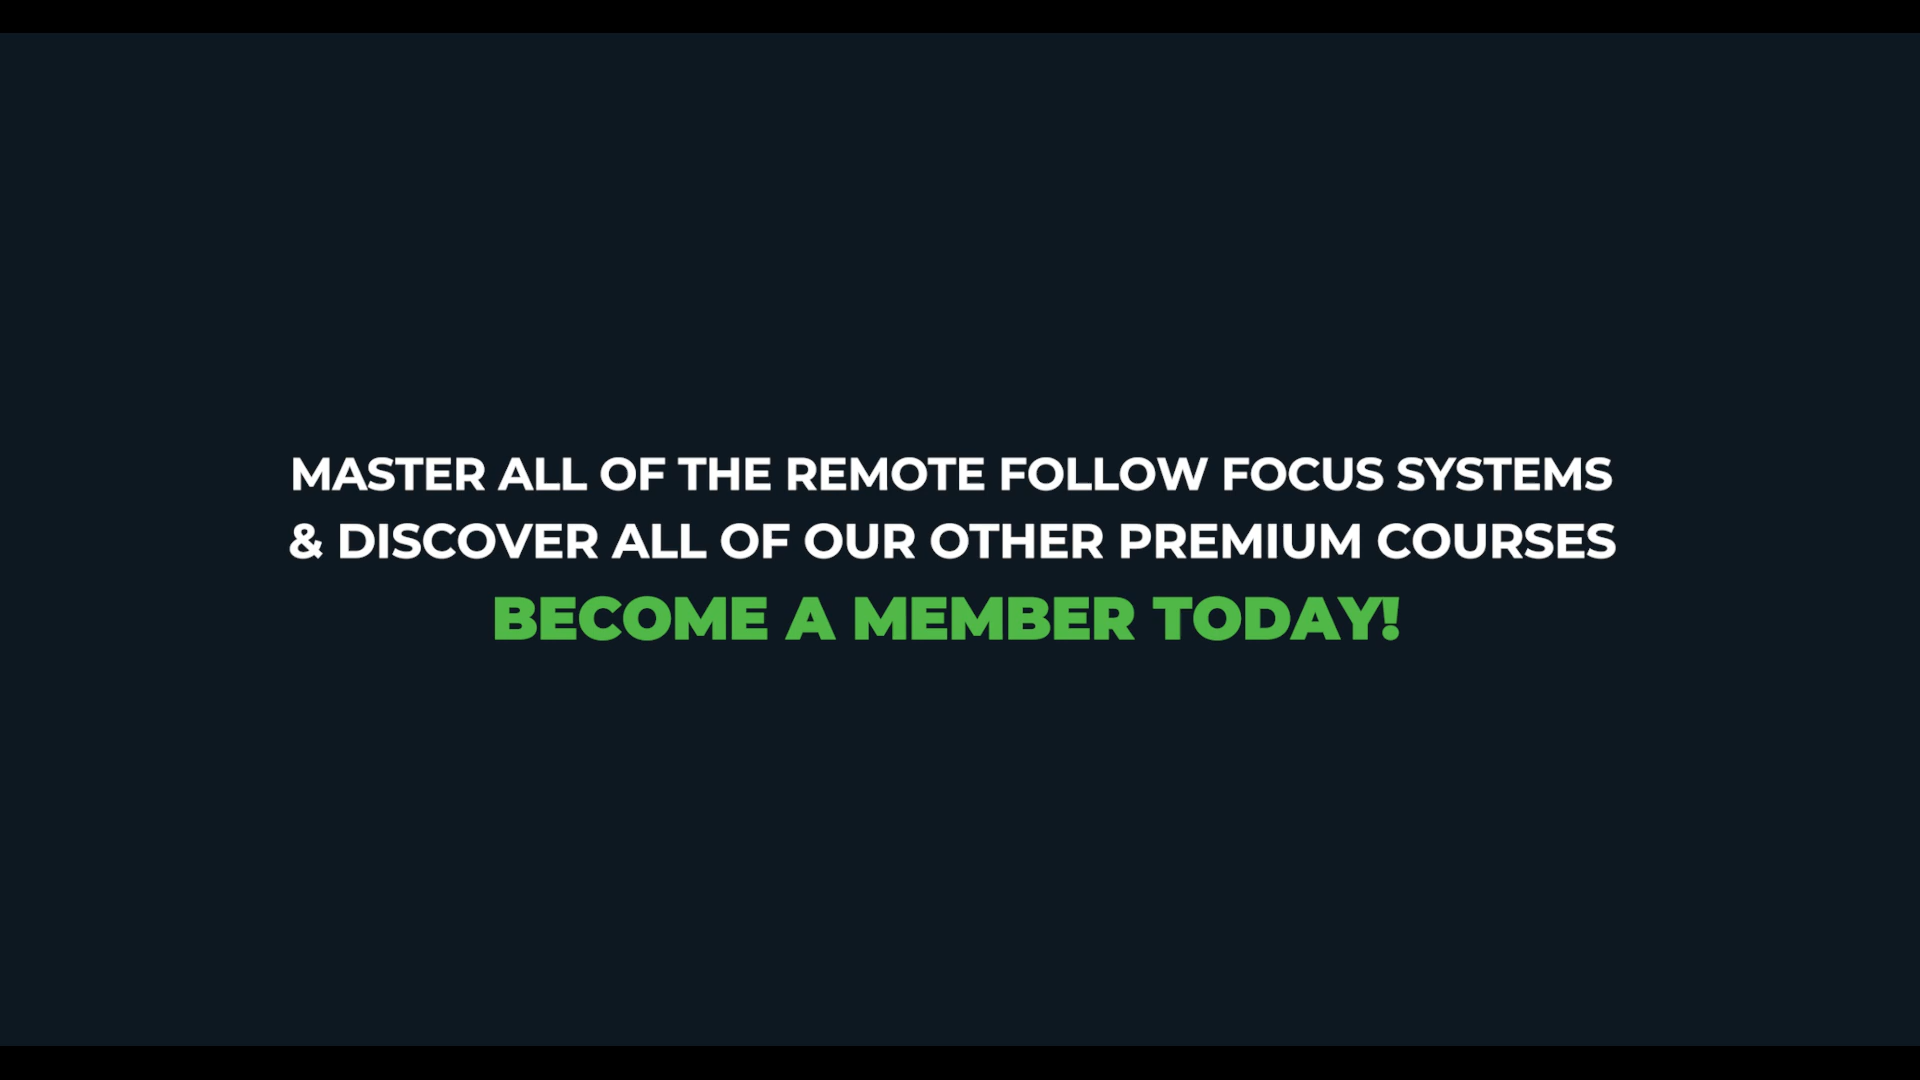 MASTER ALL OF THE REMOTE FOLLOW FOCUS SYSTEMS
& DISCOVER ALL OF OUR OTHER PREMIUM COURSES
BECOME A MEMBER TODAY!